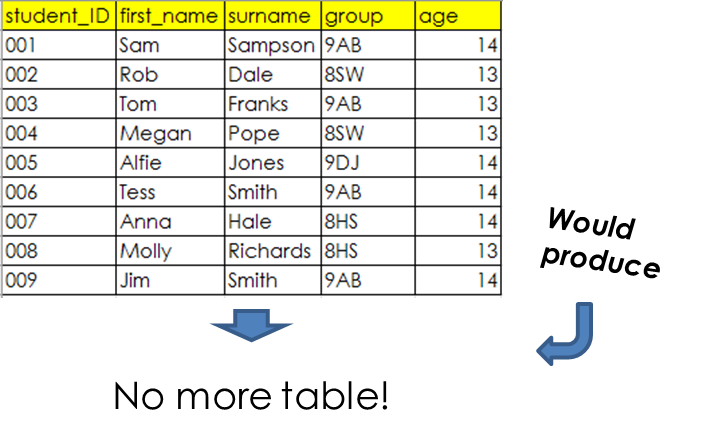 student_ID first_name surname group age
001 Sam Sampson 9AB 14
002 Rob Dale 8SW 13
003 Tom Franks 9AB 13
004 Megan Pope 8SW 13
005 Alfie Jones 9DJ 14
006 Tess Smith 9AB 14
007 Anna Hale 8HS 14
008 Molly Richards 8HS 13
009 Jim Smith 9AB 14
Would
produce
No more table!